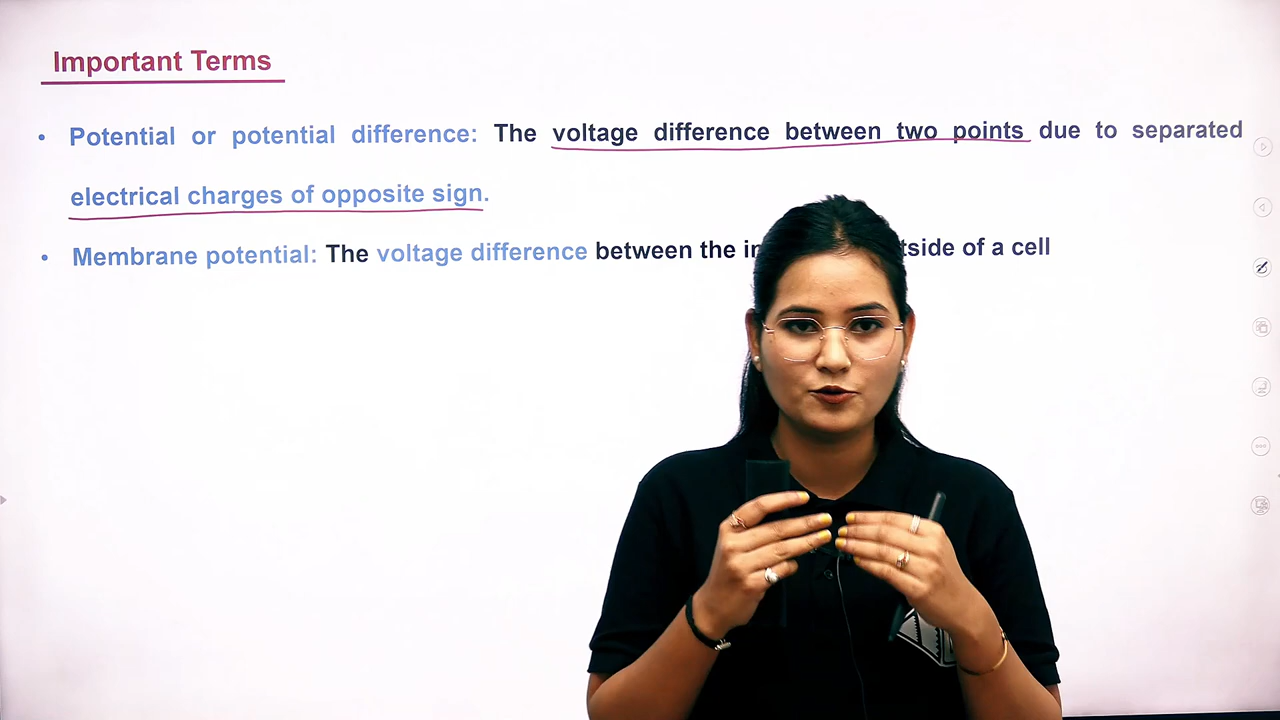 Important Terms
• Potential or potential difference: The voltage difference between two points due to separated
electrical charges of opposite sign.
• Membrane potential: The voltage difference between the of a cell